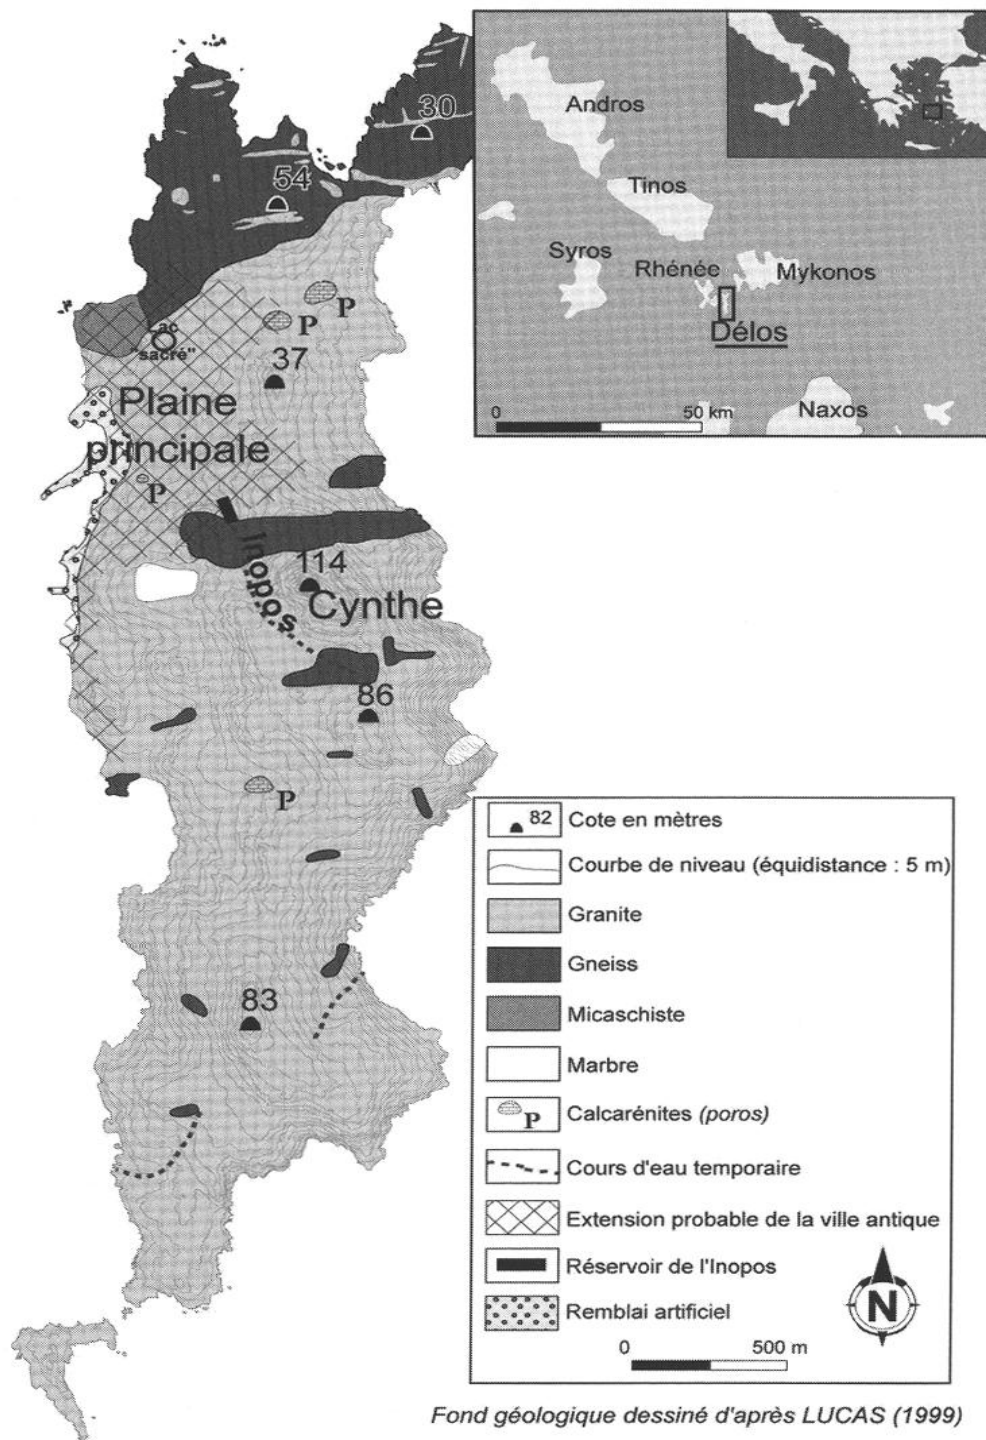 30
54
Andros
Tinos
Syros
Rhénée
Mykonos
Délos
0
50 km
Naxos
P
P
lac
"sacré"
37
Plaine
principale
P
Inopos
114
Cynthe
86
P
83
82
Cote en mètres
Courbe de niveau (équidistance : 5 m)
Granite
Gneiss
Micaschiste
Marbre
P
Calcarénites (poros)
Cours d'eau temporaire
Extension probable de la ville antique
Réservoir de l'Inopos
Remblai artificiel
N
0
500 m
Fond géologique dessiné d'après LUCAS (1999)